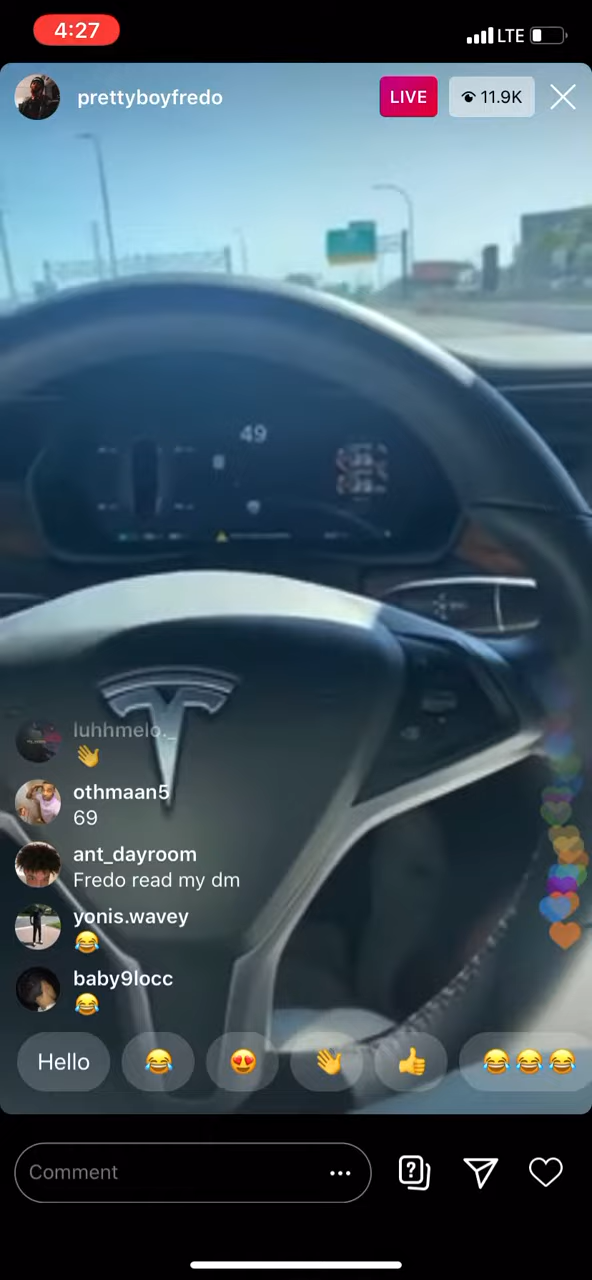 4:27
LTE
prettyboyfredo
LIVE
11.9K
49
luhhmelo._
👋
othmaan5
69
ant_dayroom
Fredo read my dm
yonis.wavey
😂
baby9locc
😂
Hello 😂 😍 👋 👍 😂😂😂
Comment